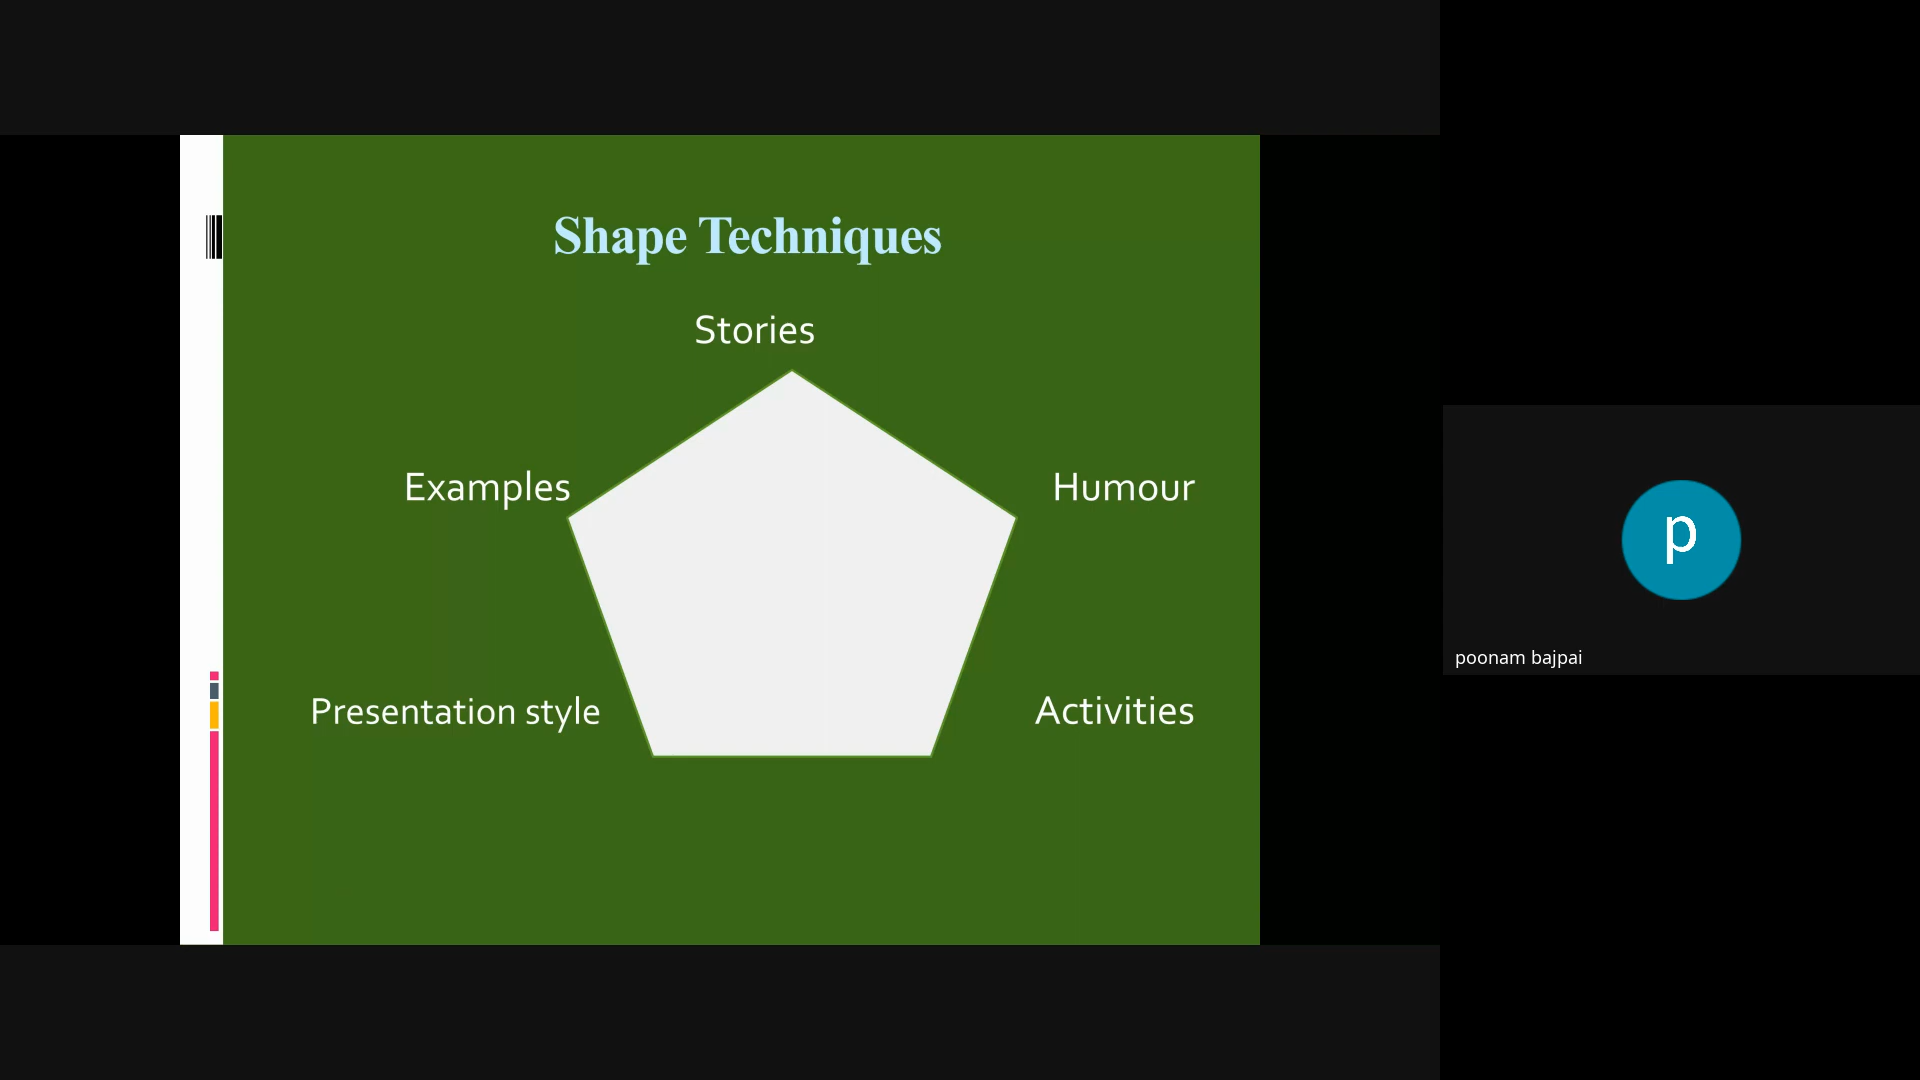 Shape Techniques
Stories
Examples
Humour
Presentation style
Activities
p
poonam bajpai